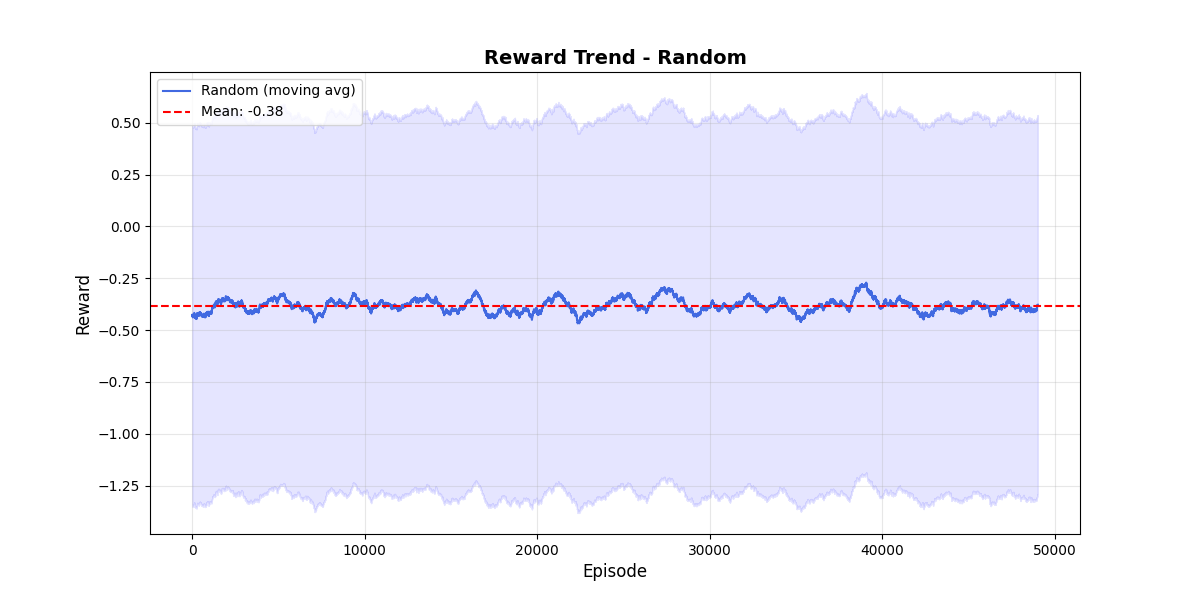 Reward Trend - Random
Random (moving avg)
Mean: -0.38
Reward
0.50
0.25
0.00
−0.25
−0.50
−0.75
−1.00
−1.25
0 10000 20000 30000 40000 50000
Episode